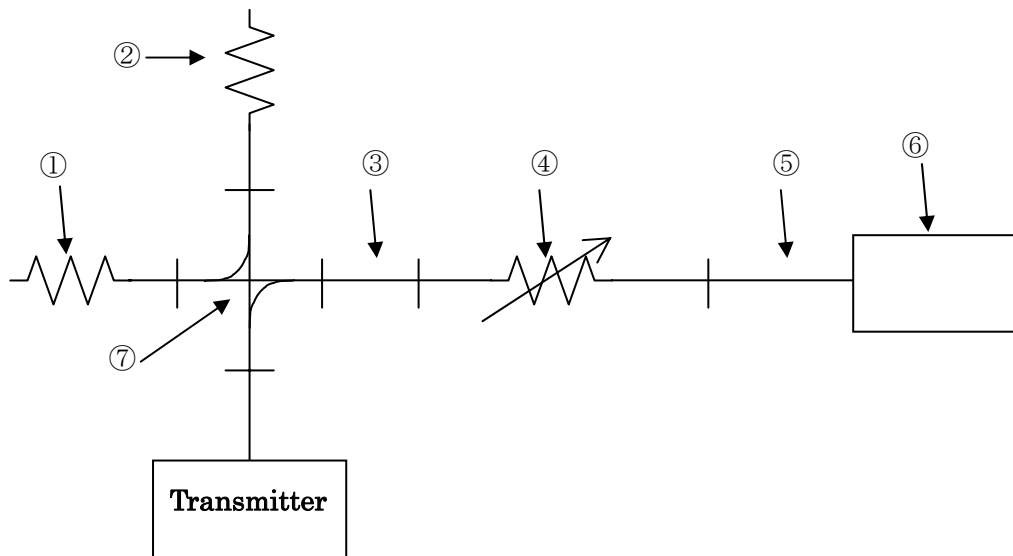 ②
① ③ ④ ⑤ ⑥
⑦
Transmitter